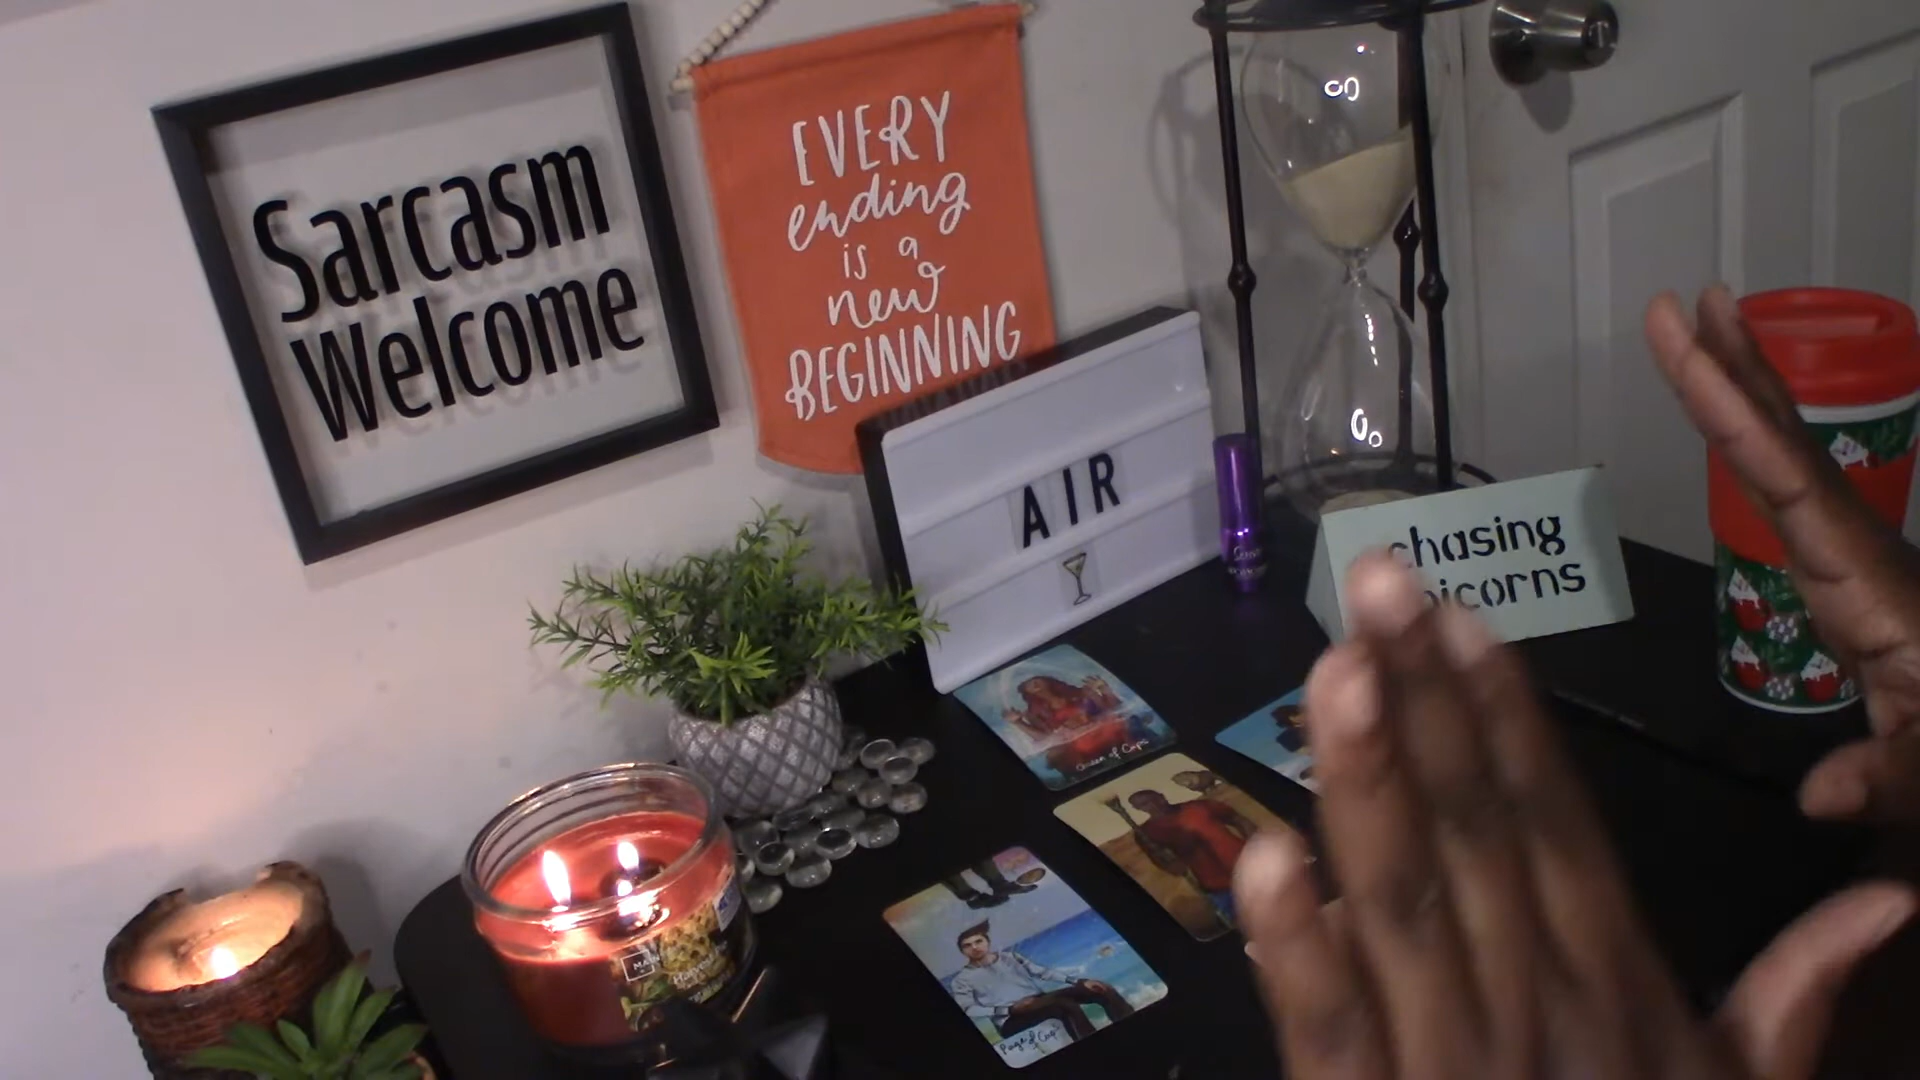 Sarcasm
Welcome
EVERY
ending
is a
new
BEGINNING
AIR
chasing
Queen of Cups
Page of Cups